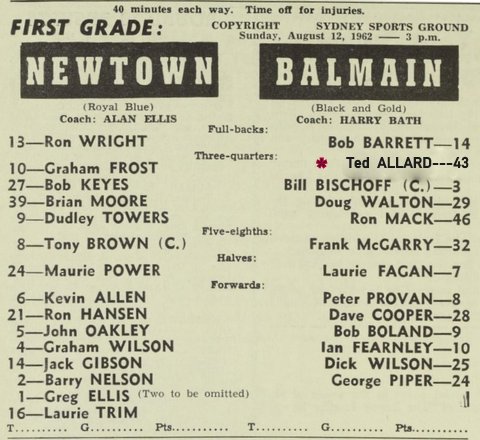 40 minutes each way. Time off for injuries.
FIRST GRADE:
COPYRIGHT SYDNEY SPORTS GROUND
Sunday, August 12, 1962 —— 3 p.m.
NEWTOWN BALMAIN
(Royal Blue) (Black and Gold)
Coach: ALAN ELLIS Coach: HARRY BATH
Full-backs:
13—Ron WRIGHT Bob BARRETT—14
Three-quarters:
10—Graham FROST * Ted ALLARD---43
27—Bob KEYES Bill BISCHOFF (C.)—3
39—Brian MOORE Doug WALTON—29
9—Dudley TOWERS Ron MACK—46
Five-eighths:
8—Tony BROWN (C.) Frank McGARRY—32
Halves:
24—Maurie POWER Laurie FAGAN—7
Forwards:
6—Kevin ALLEN Peter PROVAN—8
21—Ron HANSEN Dave COOPER—28
5—John OAKLEY Bob BOLAND—9
4—Graham WILSON Ian FEARNLEY—10
14—Jack GIBSON Dick WILSON—25
2—Barry NELSON George PIPER—24
1—Greg ELLIS (Two to be omitted)
16—Laurie TRIM
T.......... G.......... Pts.......... T.......... G.......... Pts..........